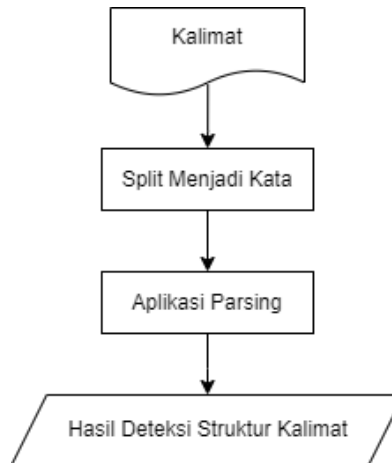 Kalimat
Split Menjadi Kata
Aplikasi Parsing
Hasil Deteksi Struktur Kalimat